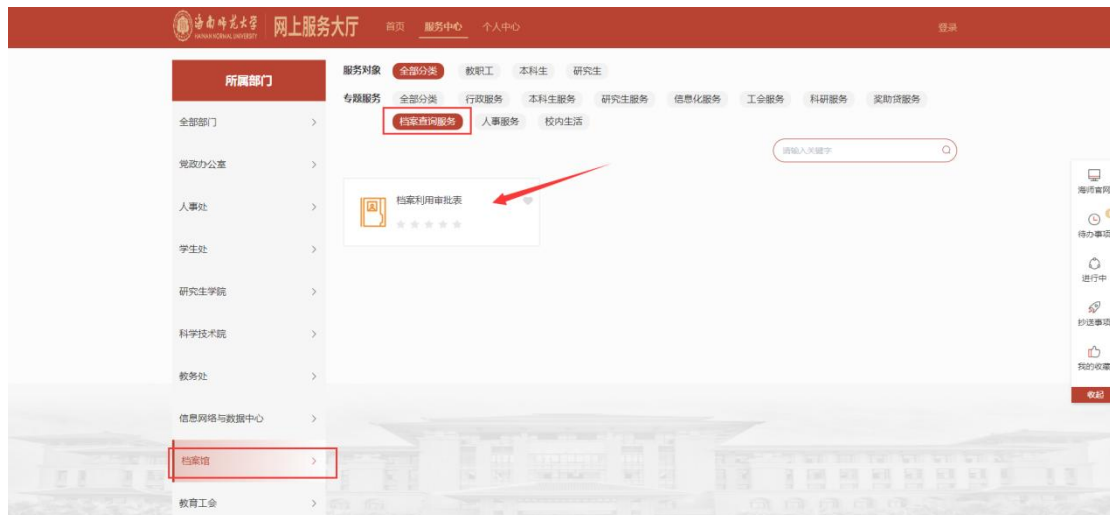 海南师范大学 网上服务大厅 首页 服务中心 个人中心 登录
HAINAN NORMAL UNIVERSITY
所属部门
全部部门
党政办公室
人事处
学生处
研究生学院
科学技术院
教务处
信息网络与数据中心
档案馆
教育工会
服务对象 全部分类 教职工 本科生 研究生
专题服务 全部分类 行政服务 本科生服务 研究生服务 信息化服务 工会服务 科研服务 奖助贷服务
档案查询服务 人事服务 校内生活
请输入关键字
档案利用审批表
海师官网
待办事项
进行中
抄送事项
我的收藏
收起